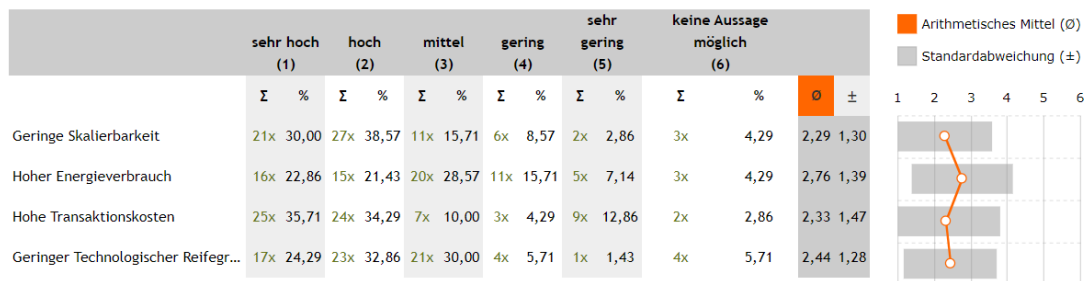 sehr hoch (1) hoch (2) mittel (3) gering (4) sehr gering (5) keine Aussage möglich (6)
Σ % Σ % Σ % Σ % Σ % Σ % Ø ±
Geringe Skalierbarkeit 21x 30,00 27x 38,57 11x 15,71 6x 8,57 2x 2,86 3x 4,29 2,29 1,30
Hoher Energieverbrauch 16x 22,86 15x 21,43 20x 28,57 11x 15,71 5x 7,14 3x 4,29 2,76 1,39
Hohe Transaktionskosten 25x 35,71 24x 34,29 7x 10,00 3x 4,29 9x 12,86 2x 2,86 2,33 1,47
Geringer Technologischer Reifegr... 17x 24,29 23x 32,86 21x 30,00 4x 5,71 1x 1,43 4x 5,71 2,44 1,28
Arithmetisches Mittel (Ø)
Standardabweichung (±)
1 2 3 4 5 6